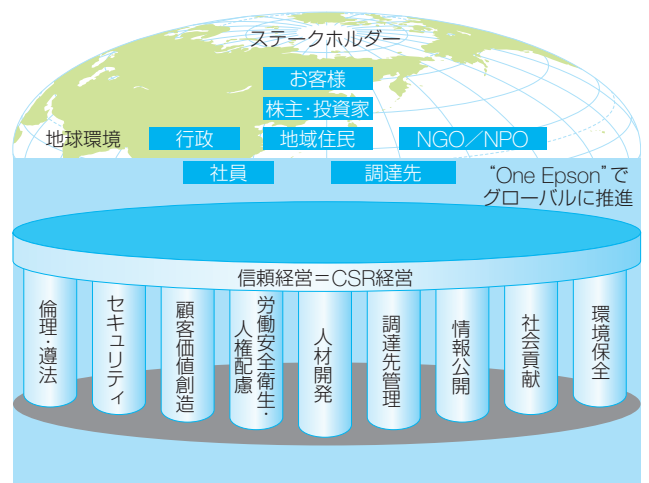 ステークホルダー
お客様
株主・投資家
地球環境
行政
地域住民
NGO／NPO
社員
調達先
“One Epson”で
グローバルに推進
信頼経営＝CSR経営
倫理・遵法
セキュリティ
顧客価値創造
労働安全衛生・
人権配慮
人材開発
調達先管理
情報公開
社会貢献
環境保全